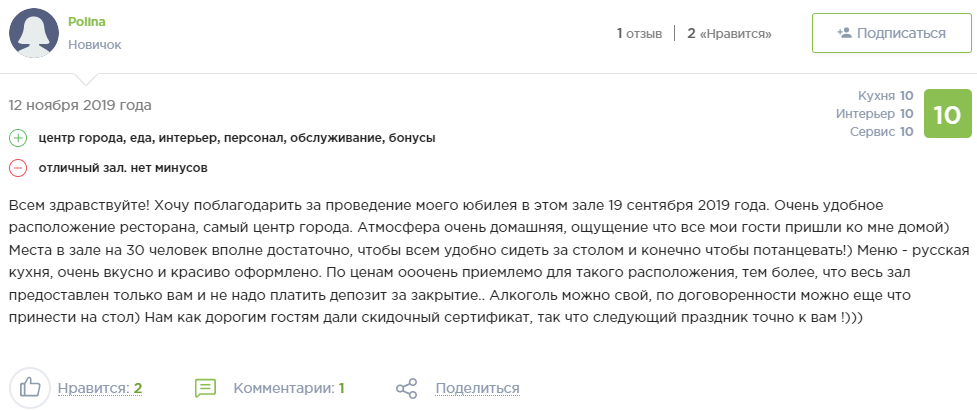 Polina
Новичок
1 отзыв
2 «Нравится»
Подписаться
12 ноября 2019 года
Кухня 10
Интерьер 10
Сервис 10
10
центр города, еда, интерьер, персонал, обслуживание, бонусы
отличный зал. нет минусов
Всем здравствуйте! Хочу поблагодарить за проведение моего юбилея в этом зале 19 сентября 2019 года. Очень удобное
расположение ресторана, самый центр города. Атмосфера очень домашняя, ощущение что все мои гости пришли ко мне домой)
Места в зале на 30 человек вполне достаточно, чтобы всем удобно сидеть за столом и конечно чтобы потанцевать!) Меню - русская
кухня, очень вкусно и красиво оформлено. По ценам ооочень приемлемо для такого расположения, тем более, что весь зал
предоставлен только вам и не надо платить депозит за закрытие.. Алкоголь можно свой, по договоренности можно еще что
принести на стол) Нам как дорогим гостям дали скидочный сертификат, так что следующий праздник точно к вам !)))
Нравится: 2
Комментарии: 1
Поделиться